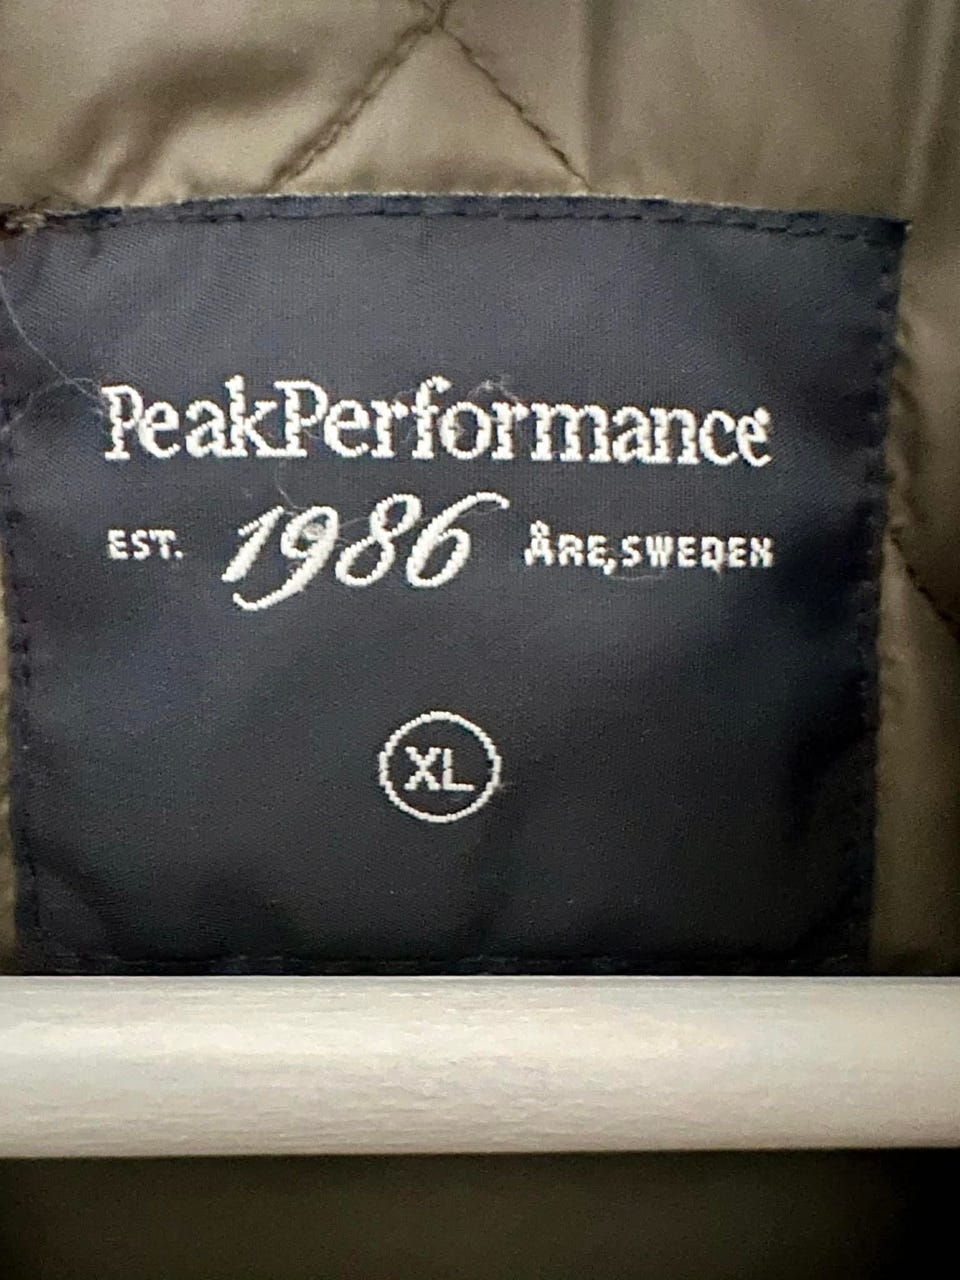 PeakPerformance
EST. 1986 ÅRE, SWEDEN
XL